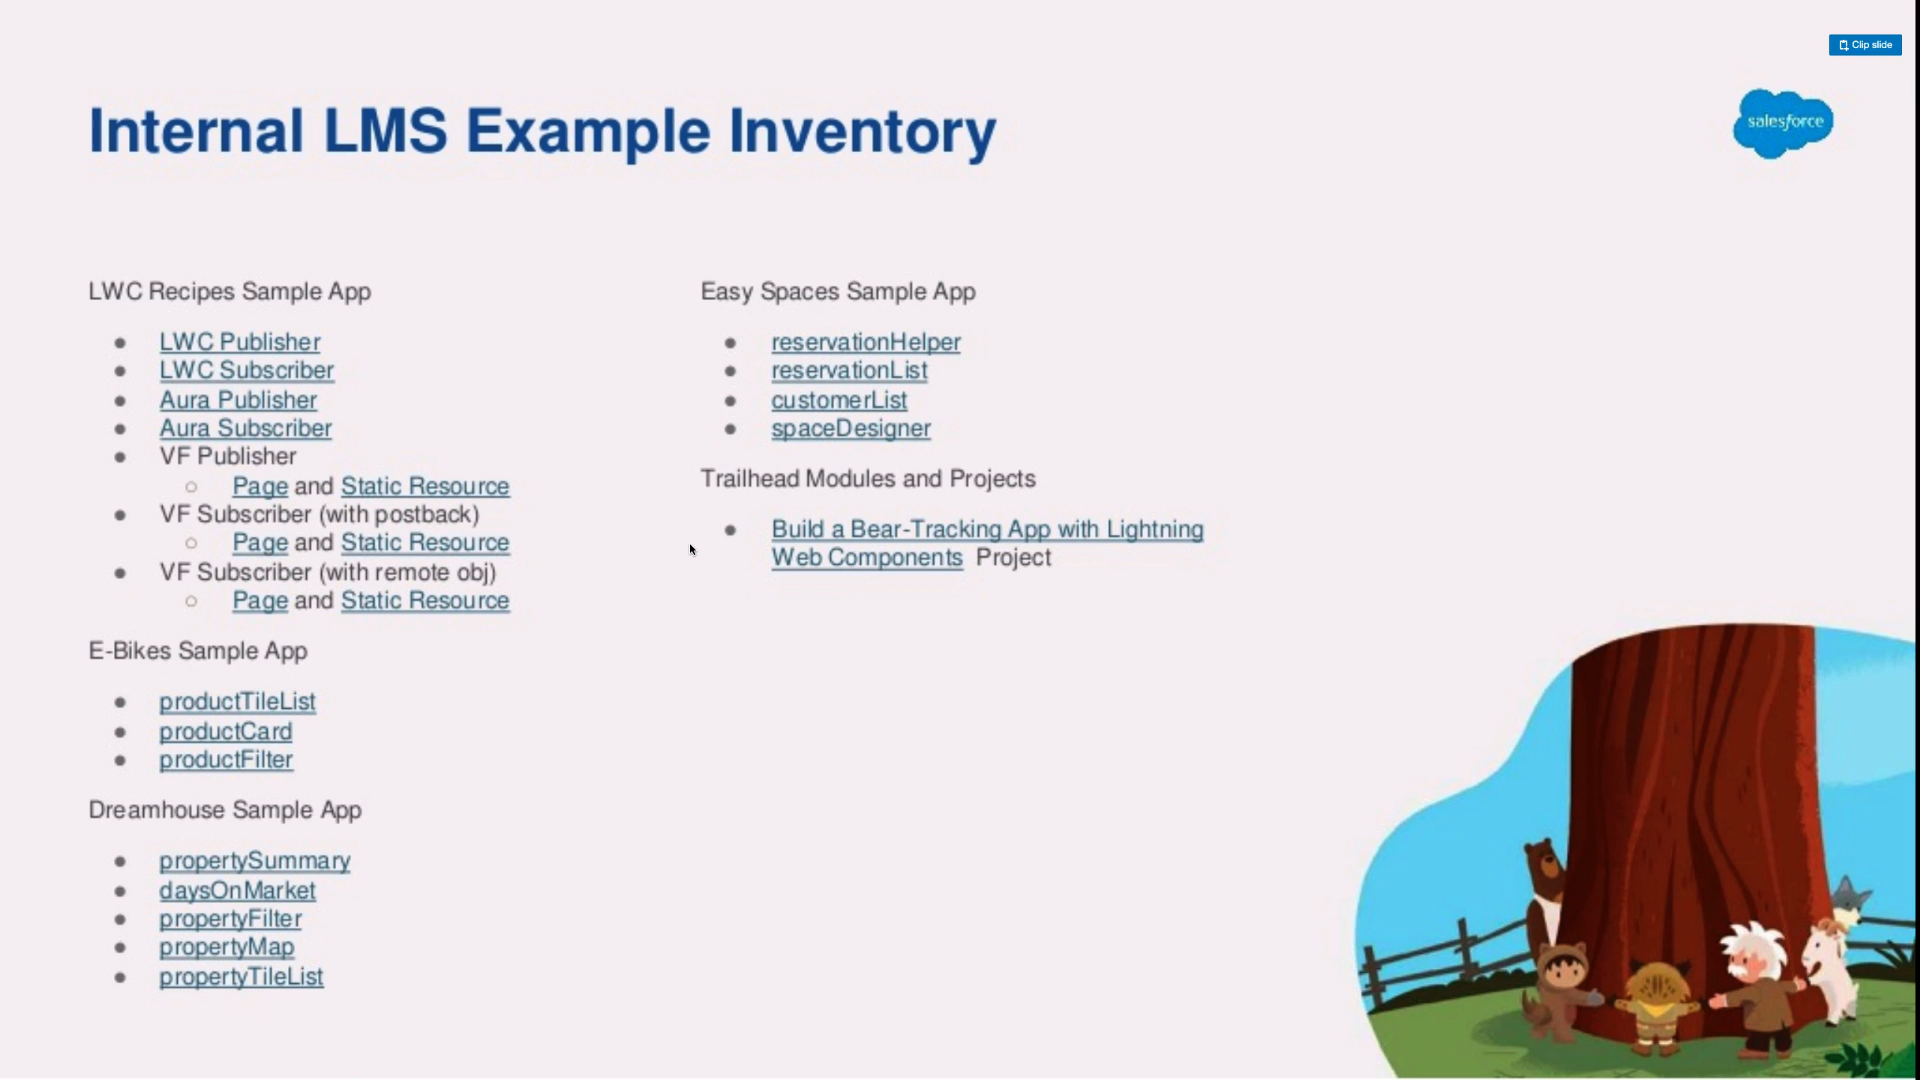 Clip slide
Internal LMS Example Inventory
salesforce
LWC Recipes Sample App
● LWC Publisher
● LWC Subscriber
● Aura Publisher
● Aura Subscriber
● VF Publisher
○ Page and Static Resource
● VF Subscriber (with postback)
○ Page and Static Resource
● VF Subscriber (with remote obj)
○ Page and Static Resource
E-Bikes Sample App
● productTileList
● productCard
● productFilter
Dreamhouse Sample App
● propertySummary
● daysOnMarket
● propertyFilter
● propertyMap
● propertyTileList
Easy Spaces Sample App
● reservationHelper
● reservationList
● customerList
● spaceDesigner
Trailhead Modules and Projects
● Build a Bear-Tracking App with Lightning
Web Components Project